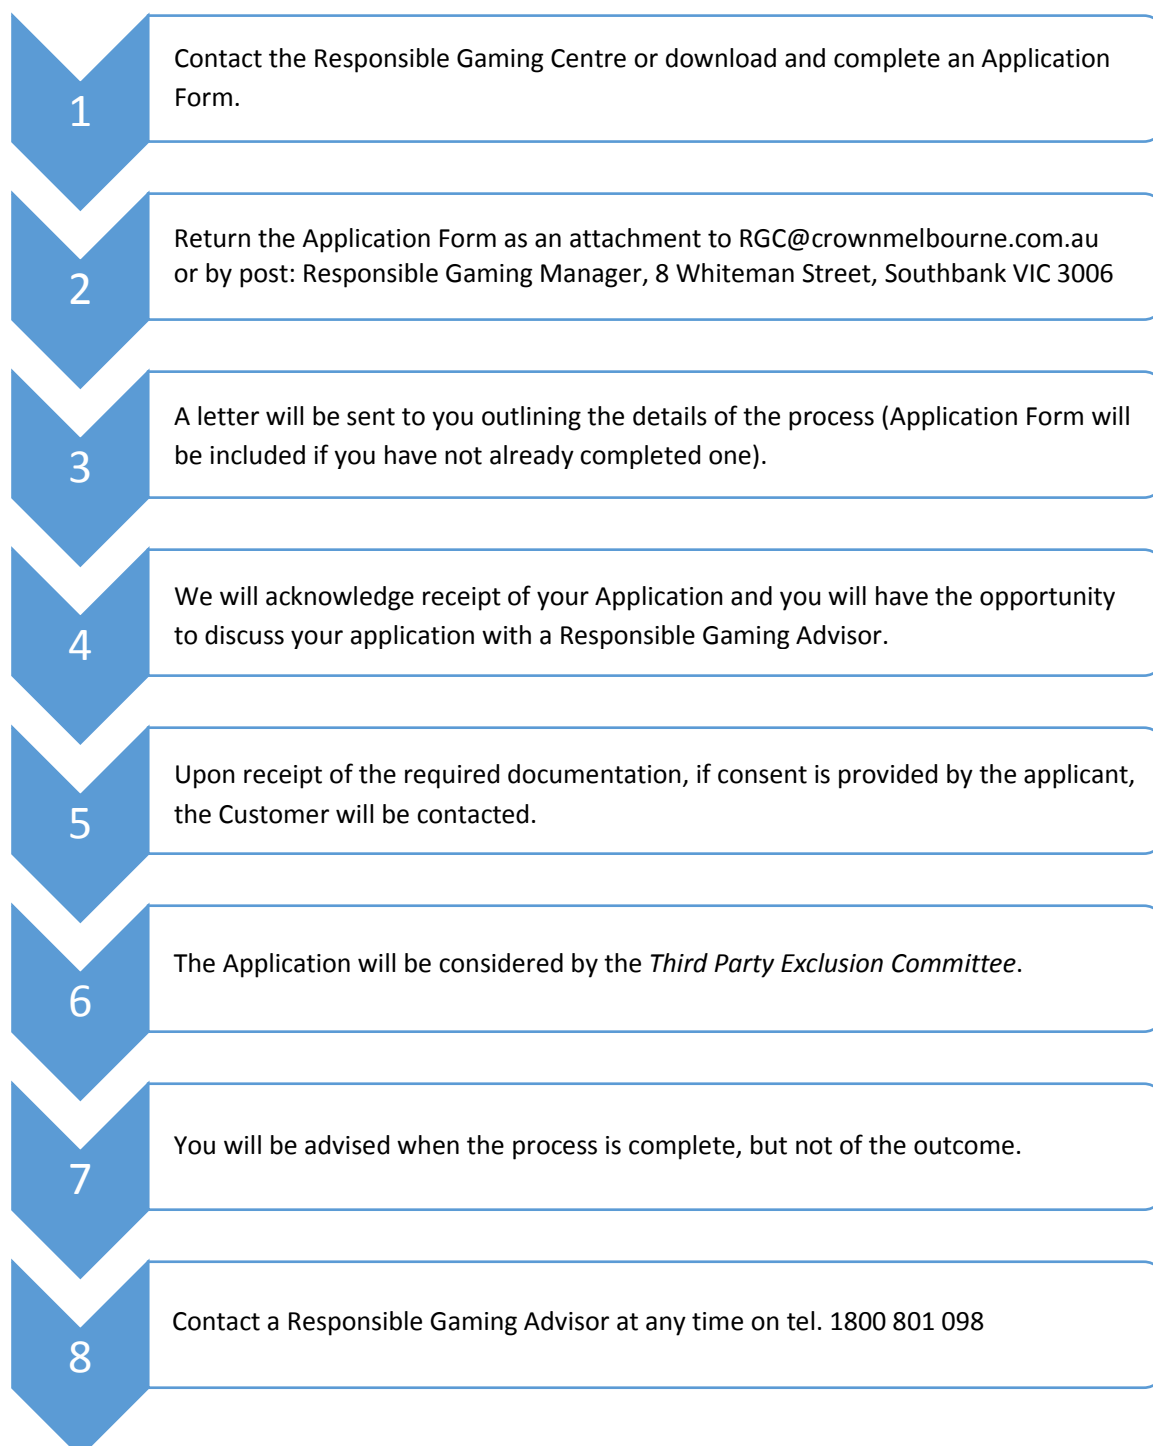 1
Contact the Responsible Gaming Centre or download and complete an Application
Form.
2
Return the Application Form as an attachment to RGC@crownmelbourne.com.au
or by post: Responsible Gaming Manager, 8 Whiteman Street, Southbank VIC 3006
3
A letter will be sent to you outlining the details of the process (Application Form will
be included if you have not already completed one).
4
We will acknowledge receipt of your Application and you will have the opportunity
to discuss your application with a Responsible Gaming Advisor.
5
Upon receipt of the required documentation, if consent is provided by the applicant,
the Customer will be contacted.
6
The Application will be considered by the Third Party Exclusion Committee.
7
You will be advised when the process is complete, but not of the outcome.
8
Contact a Responsible Gaming Advisor at any time on tel. 1800 801 098